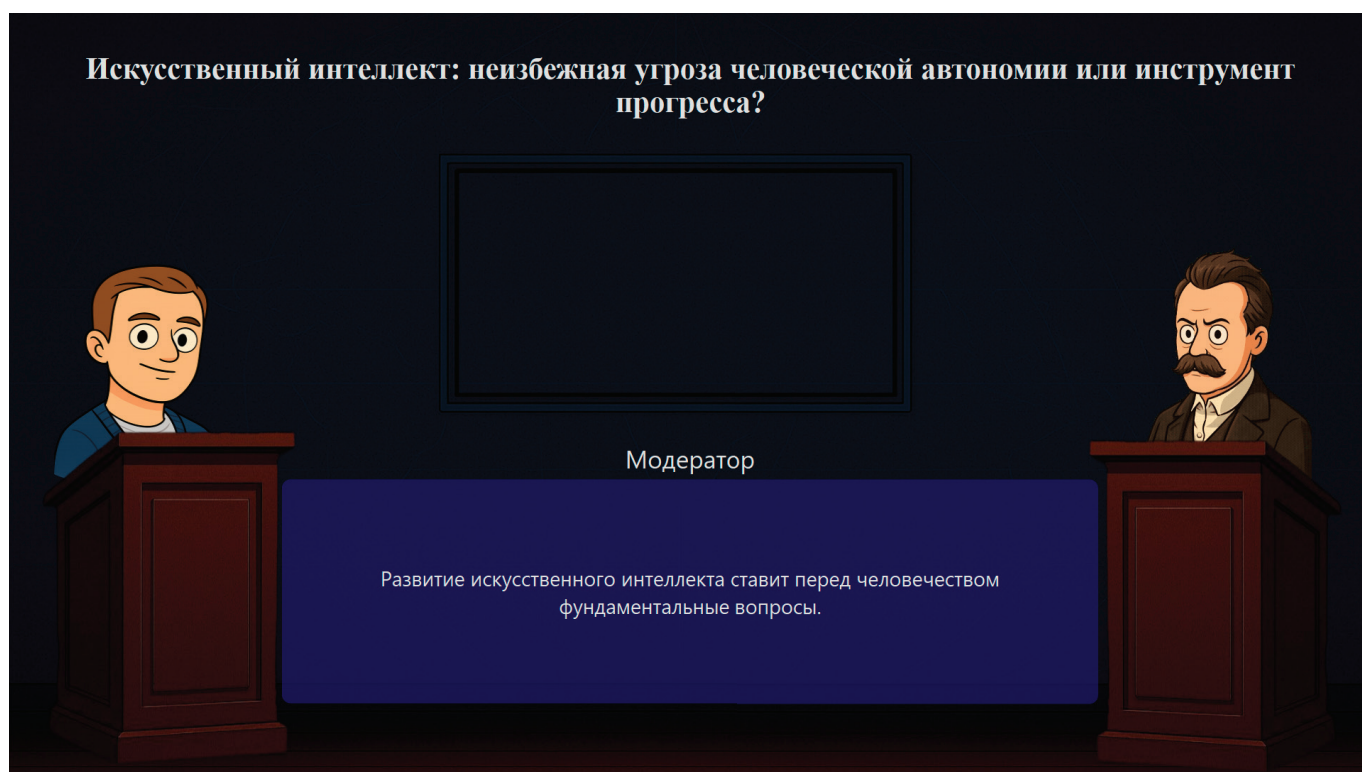 Искусственный интеллект: неизбежная угроза человеческой автономии или инструмент
прогресса?
Модератор
Развитие искусственного интеллекта ставит перед человечеством
фундаментальные вопросы.